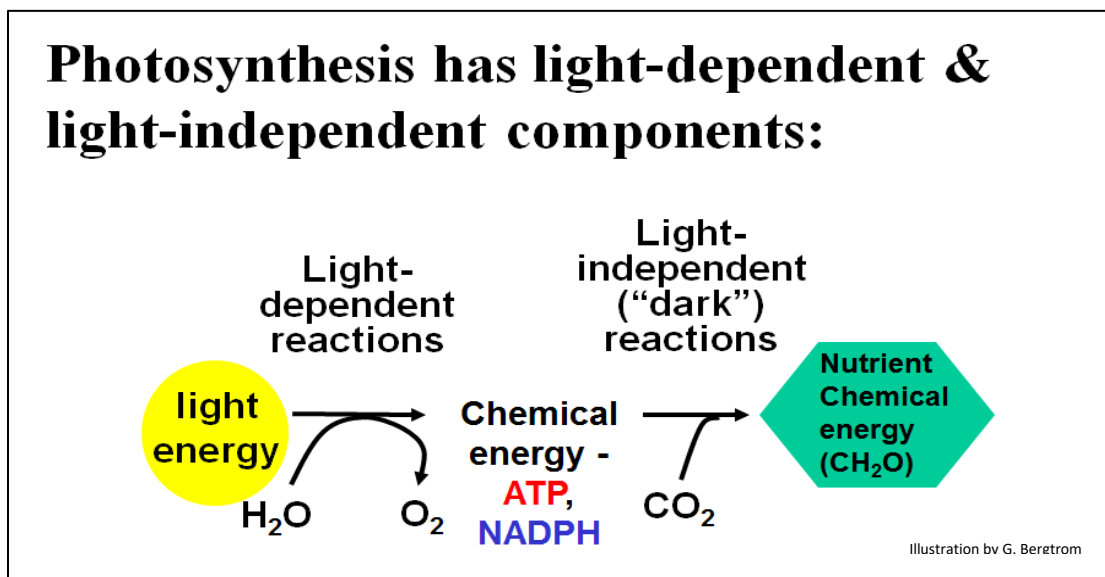 Photosynthesis has light-dependent &
light-independent components:
Light-
dependent
reactions
Light-
independent
(“dark”)
reactions
light
energy
H₂O
O₂
Chemical
energy -
ATP,
NADPH
CO₂
Nutrient
Chemical
energy
(CH₂O)
Illustration by G. Bergtrom